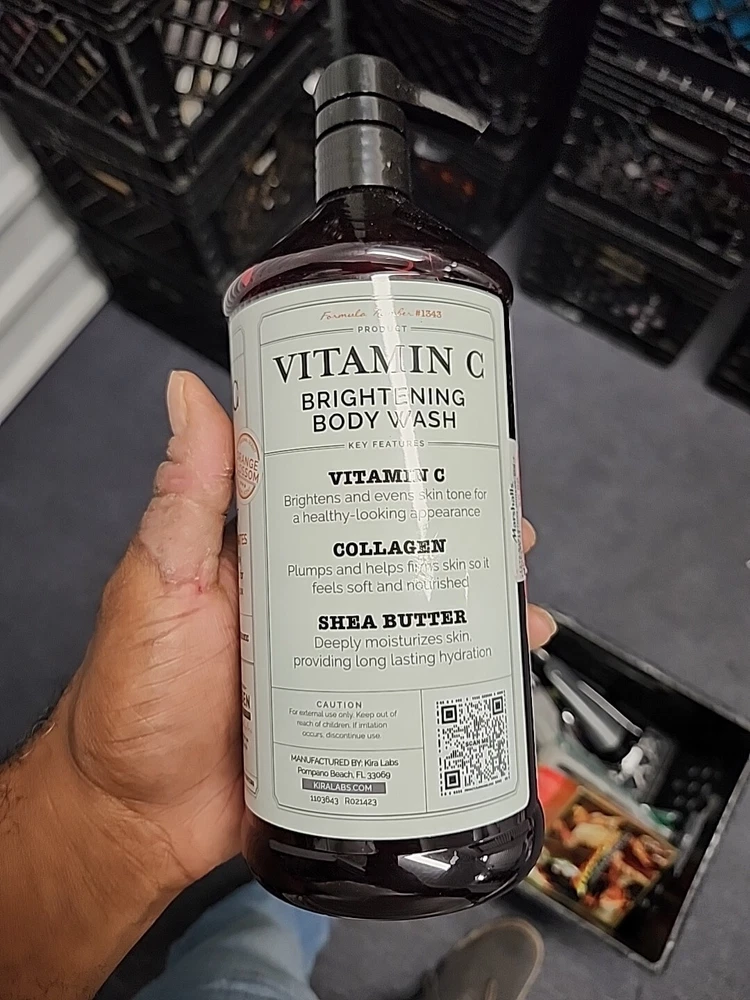 Formula Number #1343
PRODUCT
VITAMIN C
BRIGHTENING
BODY WASH
KEY FEATURES
VITAMIN C
Brightens and evens skin tone for
a healthy-looking appearance
COLLAGEN
Plumps and helps firms skin so it
feels soft and nourished
SHEA BUTTER
Deeply moisturizes skin,
providing long lasting hydration
CAUTION
For external use only. Keep out of
reach of children. If irritation
occurs, discontinue use.
MANUFACTURED BY: Kira Labs
Pompano Beach, FL 33069
KIRALABS.COM
1103643 R021423
Marshalls